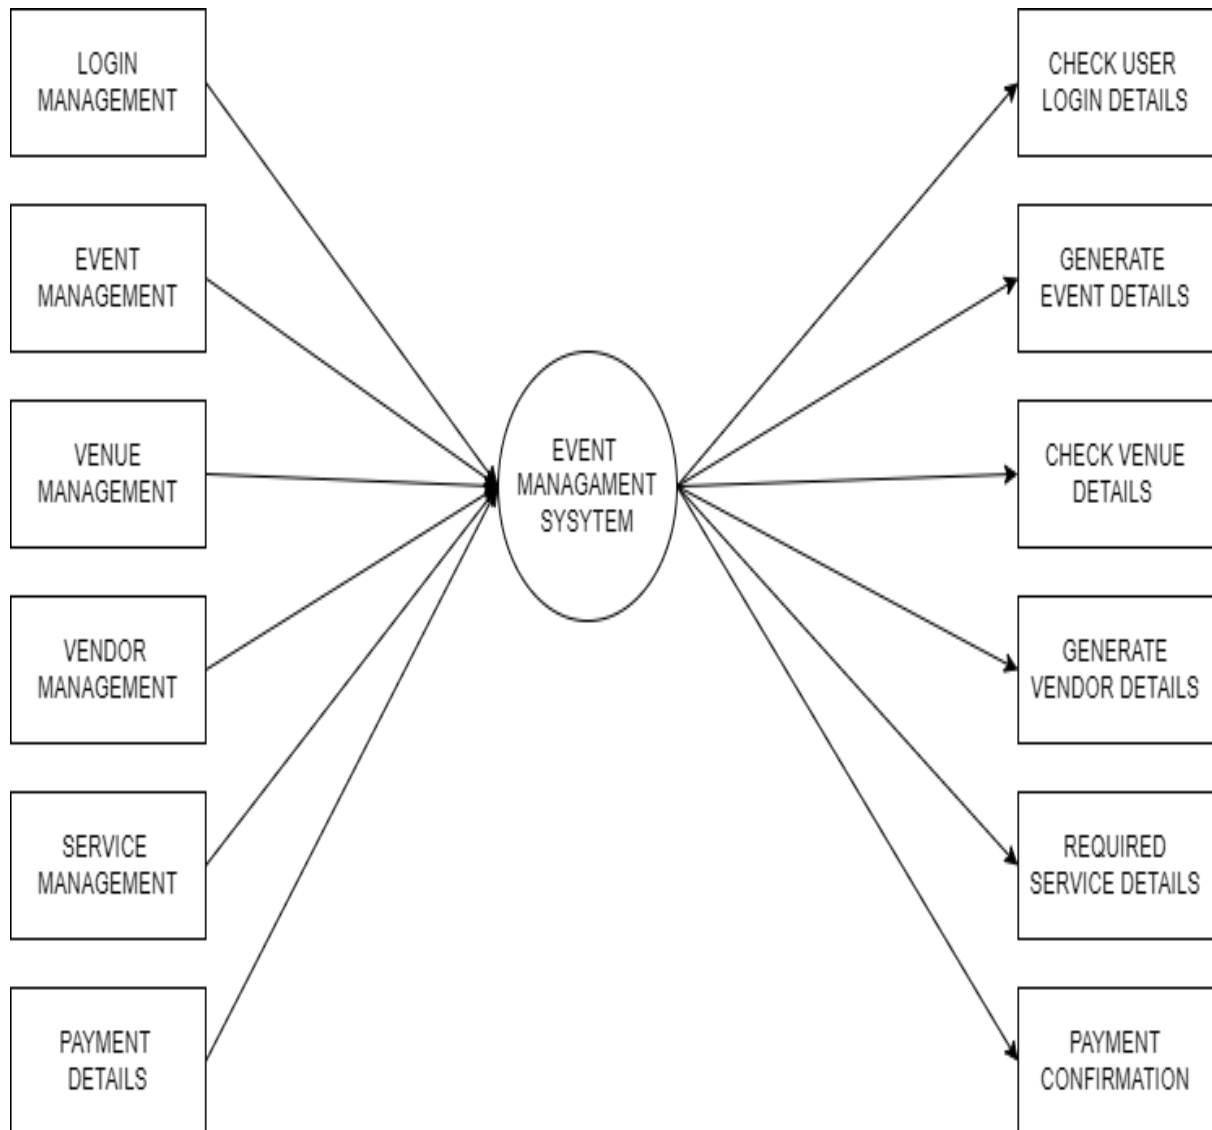 LOGIN
MANAGEMENT
EVENT
MANAGEMENT
VENUE
MANAGEMENT
VENDOR
MANAGEMENT
SERVICE
MANAGEMENT
PAYMENT
DETAILS
EVENT
MANAGAMENT
SYSYTEM
CHECK USER
LOGIN DETAILS
GENERATE
EVENT DETAILS
CHECK VENUE
DETAILS
GENERATE
VENDOR DETAILS
REQUIRED
SERVICE DETAILS
PAYMENT
CONFIRMATION